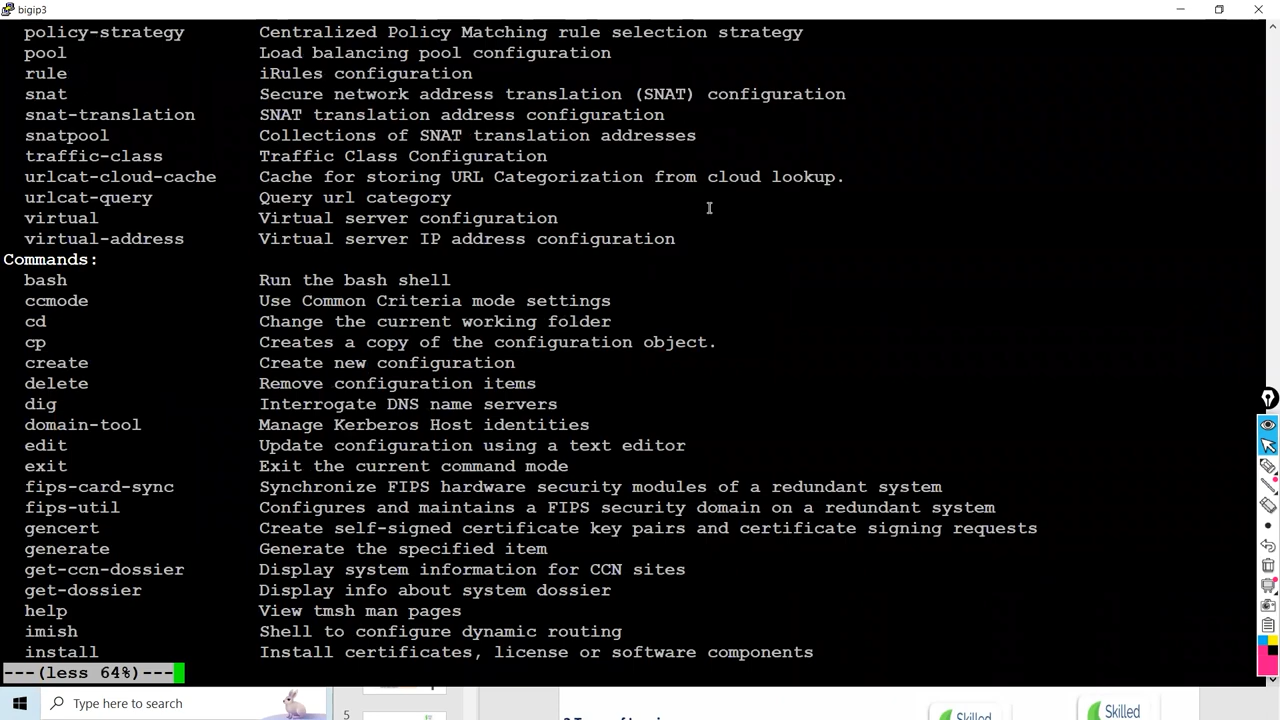 bigip3
policy-strategy Centralized Policy Matching rule selection strategy
pool Load balancing pool configuration
rule iRules configuration
snat Secure network address translation (SNAT) configuration
snat-translation SNAT translation address configuration
snatpool Collections of SNAT translation addresses
traffic-class Traffic Class Configuration
urlcat-cloud-cache Cache for storing URL Categorization from cloud lookup.
urlcat-query Query url category
virtual Virtual server configuration
virtual-address Virtual server IP address configuration
Commands:
bash Run the bash shell
ccmode Use Common Criteria mode settings
cd Change the current working folder
cp Creates a copy of the configuration object.
create Create new configuration
delete Remove configuration items
dig Interrogate DNS name servers
domain-tool Manage Kerberos Host identities
edit Update configuration using a text editor
exit Exit the current command mode
fips-card-sync Synchronize FIPS hardware security modules of a redundant system
fips-util Configures and maintains a FIPS security domain on a redundant system
gencert Create self-signed certificate key pairs and certificate signing requests
generate Generate the specified item
get-ccn-dossier Display system information for CCN sites
get-dossier Display info about system dossier
help View tmsh man pages
imish Shell to configure dynamic routing
install Install certificates, license or software components
---(less 64%)---
Type here to search
5
Skilled
Skilled